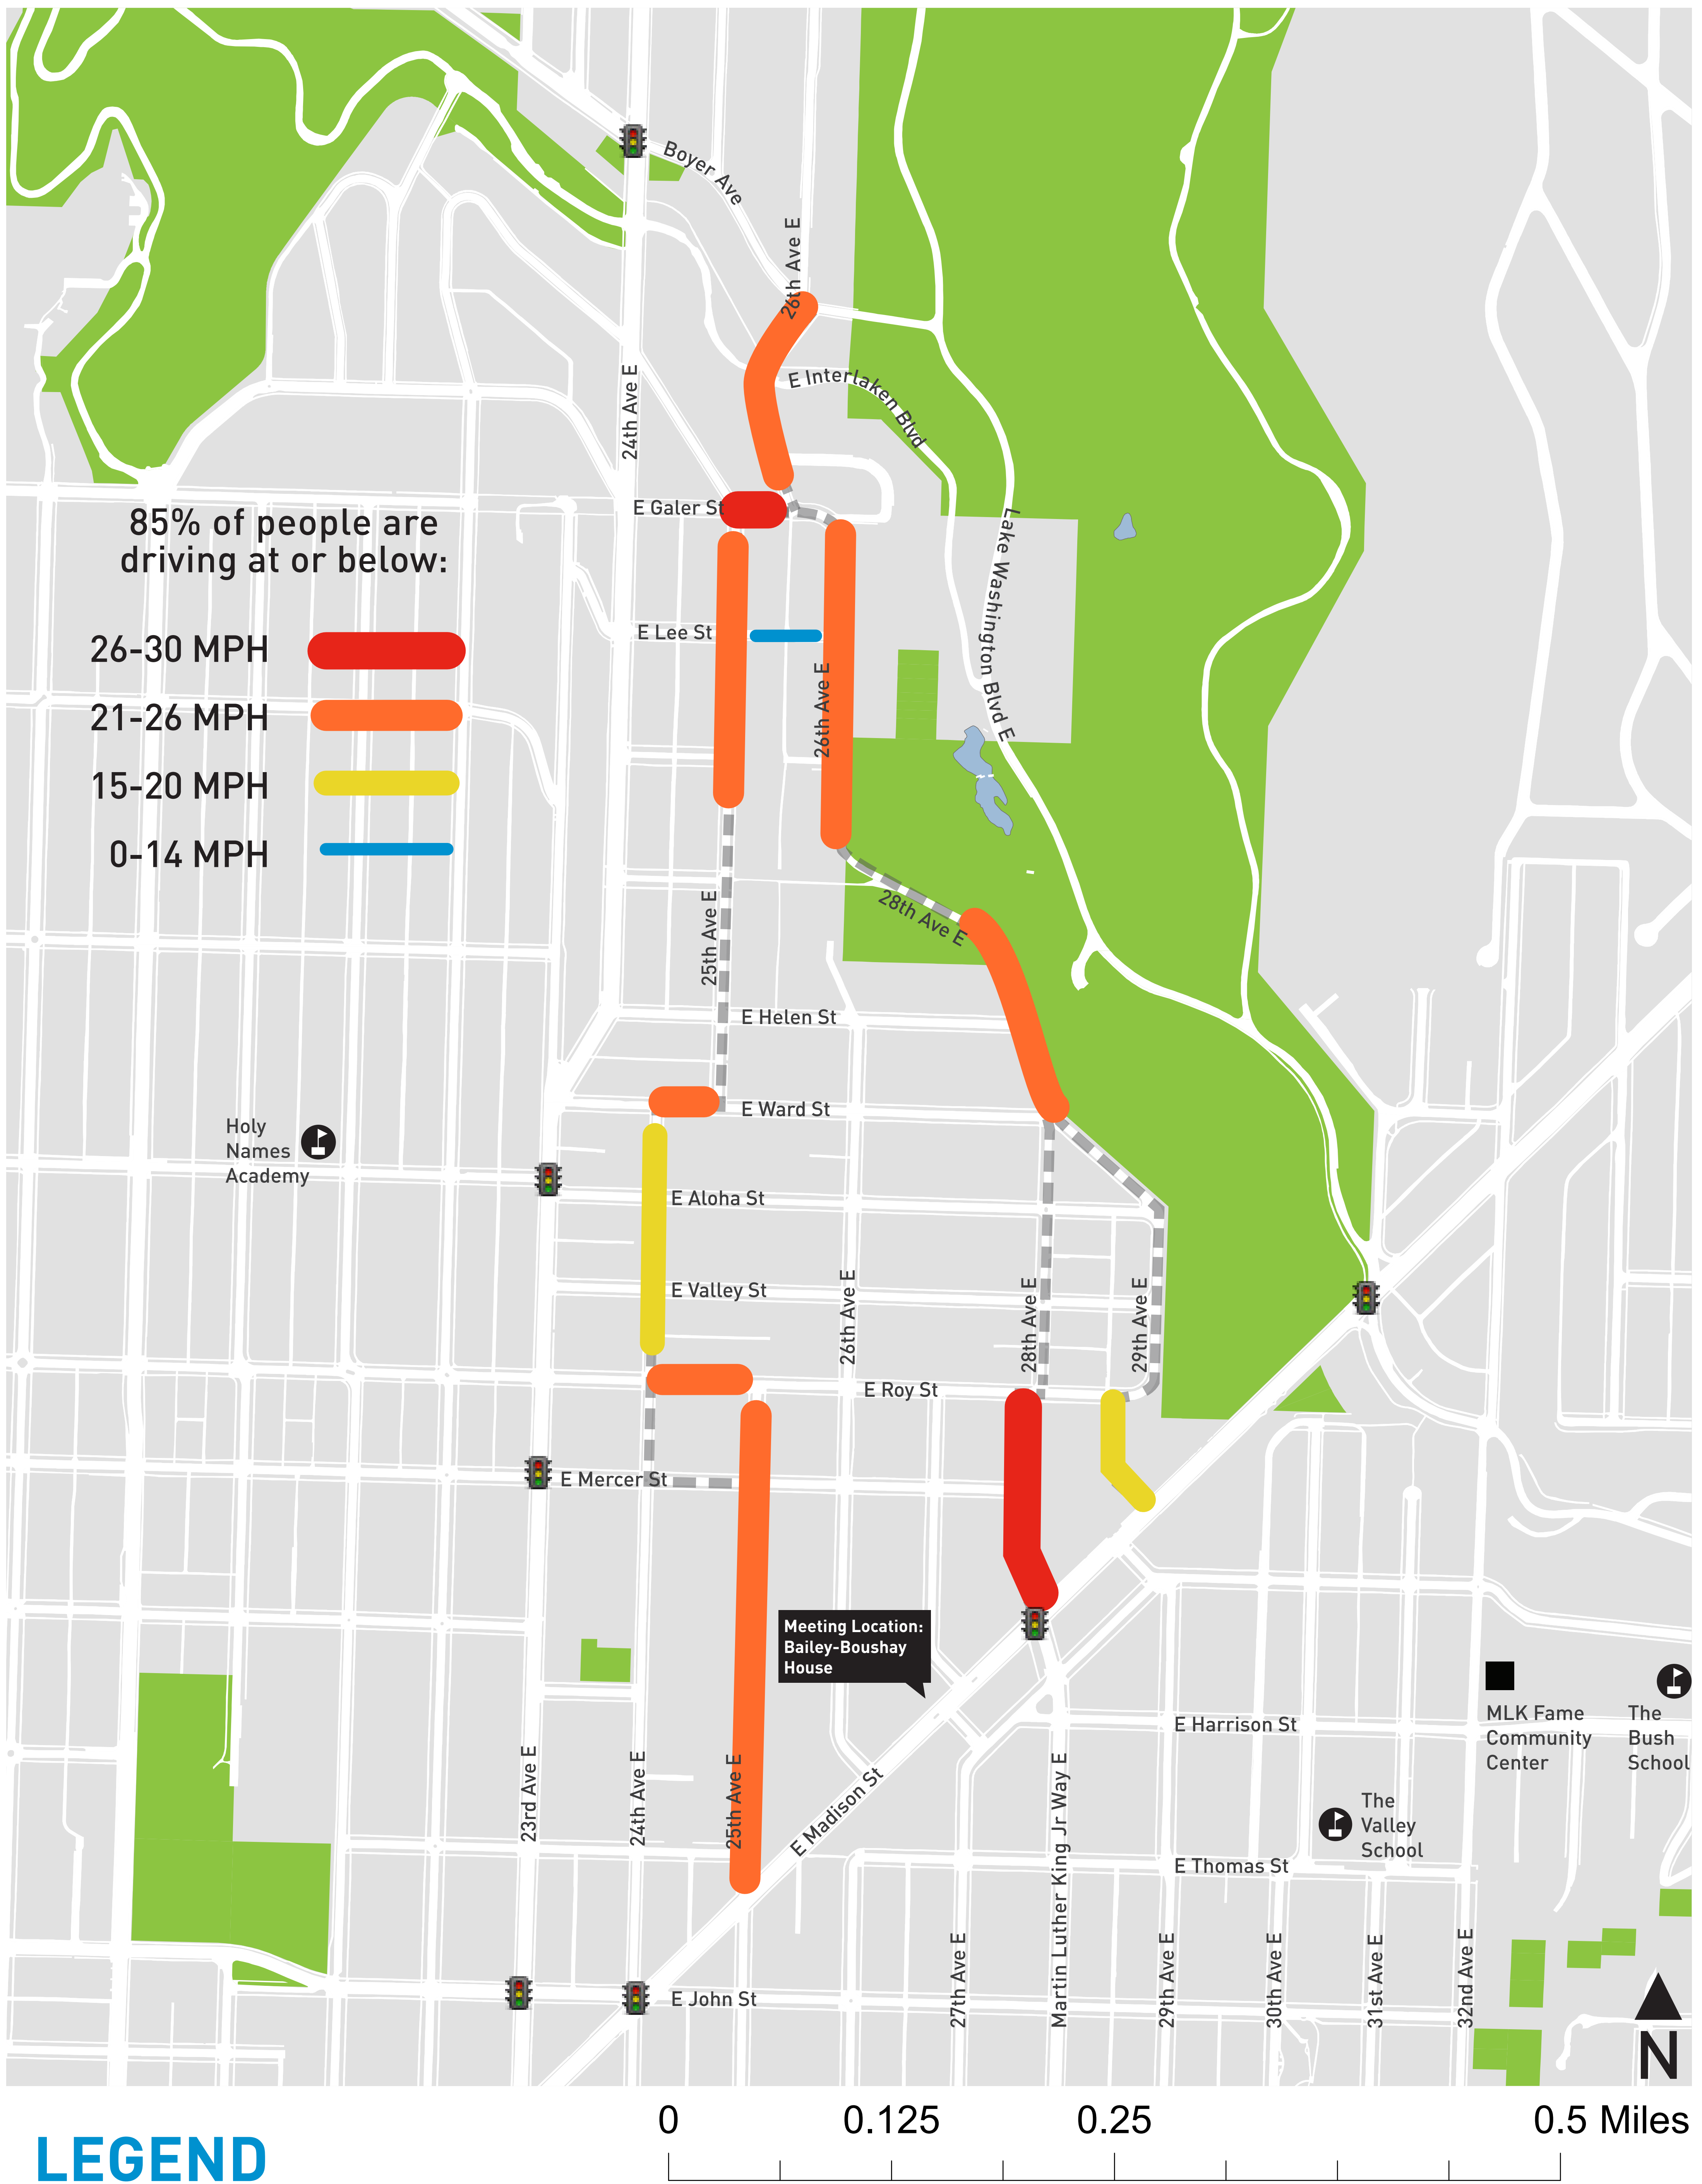 Boyer Ave
26th Ave E
24th Ave E
E Interlaken Blvd
E Galer St
85% of people are
driving at or below:
26-30 MPH
21-26 MPH
15-20 MPH
0-14 MPH
E Lee St
26th Ave E
Lake Washington Blvd E
25th Ave E
28th Ave E
E Helen St
E Ward St
Holy
Names
Academy
E Aloha St
E Valley St
26th Ave E
28th Ave E
29th Ave E
E Roy St
E Mercer St
Meeting Location:
Bailey-Boushay
House
MLK Fame
Community
Center
The
Bush
School
E Harrison St
23rd Ave E
24th Ave E
25th Ave E
E Madison St
Martin Luther King Jr Way E
The
Valley
School
E Thomas St
27th Ave E
29th Ave E
30th Ave E
31st Ave E
32nd Ave E
E John St
N
0 0.125 0.25 0.5 Miles
LEGEND